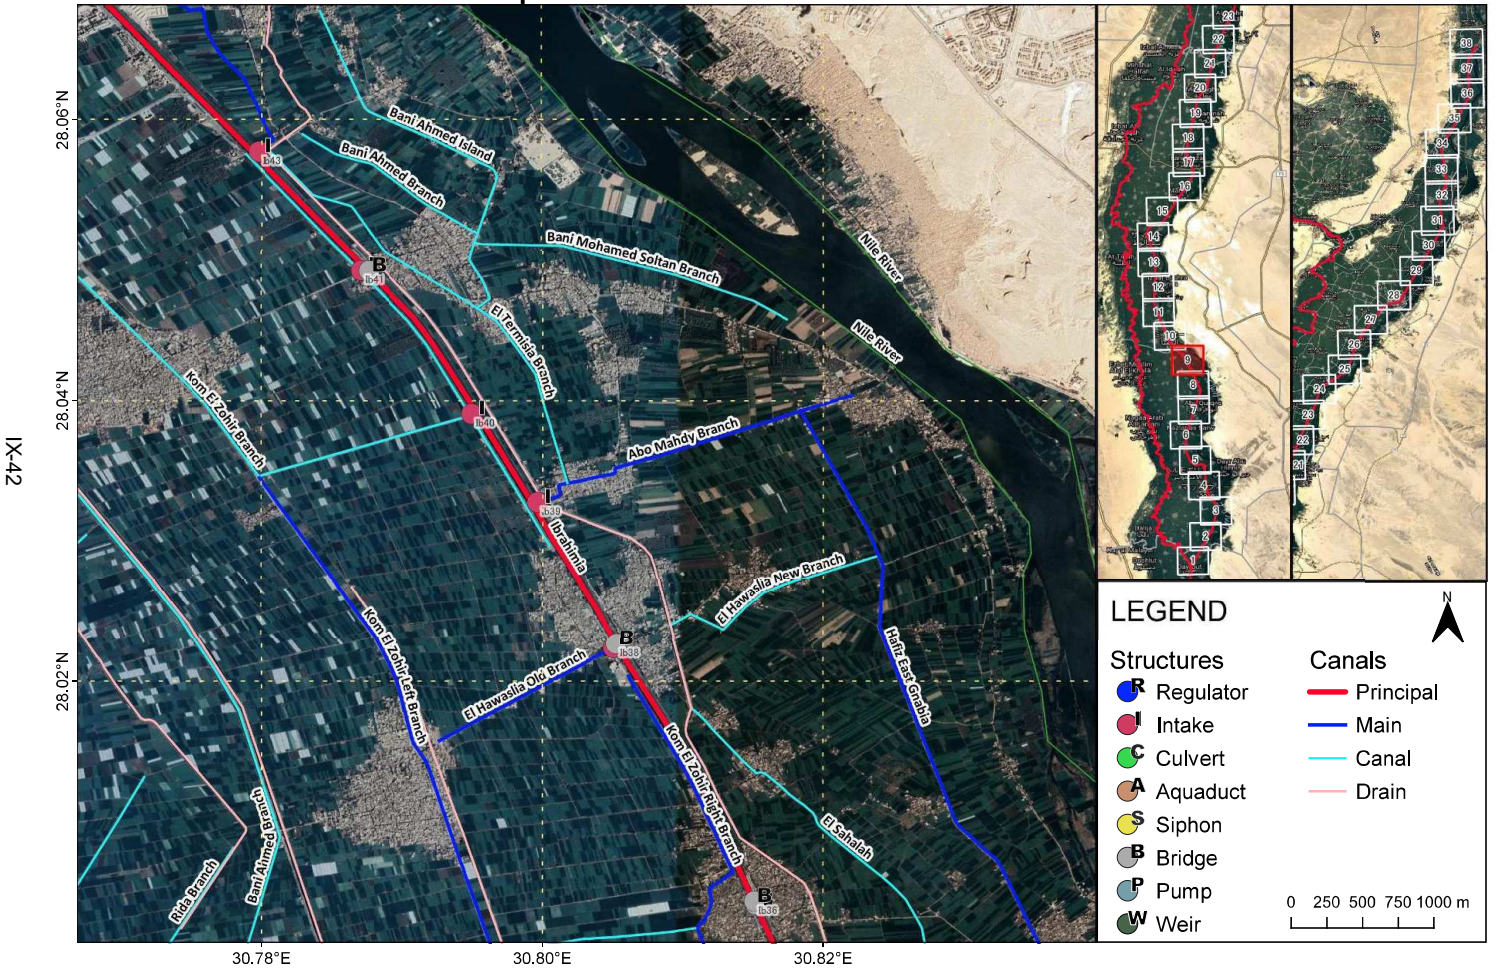 IX-42
28.06°N
28.04°N
28.02°N
30.78°E
30.80°E
30.82°E
Bani Ahmed Island
Bani Ahmed Branch
Bani Mohamed Soltan Branch
Nile River
Nile River
El Temisia Branch
Kom El Zohir Branch
Abo Mahdy Branch
Ibrahimia
El Hawaslia New Branch
Kom El Zohir Left Branch
El Hawaslia Old Branch
Hafiz East Gnabia
Kom El Zohir Right Branch
El Sahalah
Bani Ahmed Branch
Rida Branch
I
Ib43
B
Ib41
I
Ib40
I
Ib39
B
Ib38
B
Ib36
23
22
21
20
19
18
17
16
15
14
13
12
11
10
9
8
7
6
5
4
3
2
1
38
37
36
35
34
33
32
31
30
29
28
27
26
25
24
23
22
21
LEGEND
N
Structures
R Regulator
I Intake
C Culvert
A Aquaduct
S Siphon
B Bridge
P Pump
W Weir
Canals
Principal
Main
Canal
Drain
0 250 500 750 1000 m